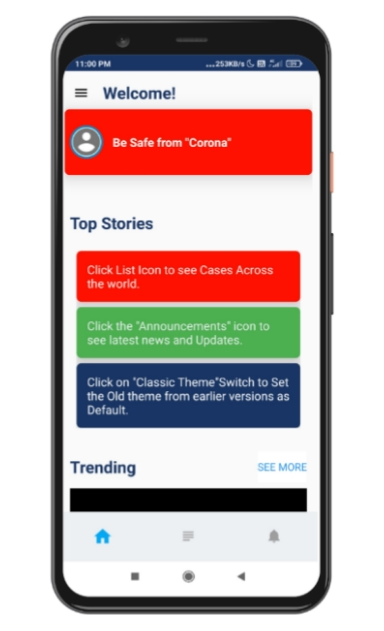 11:00 PM
...253KB/s
Welcome!
Be Safe from "Corona"
Top Stories
Click List Icon to see Cases Across
the world.
Click the "Announcements" icon to
see latest news and Updates.
Click on "Classic Theme"Switch to Set
the Old theme from earlier versions as
Default.
Trending
SEE MORE